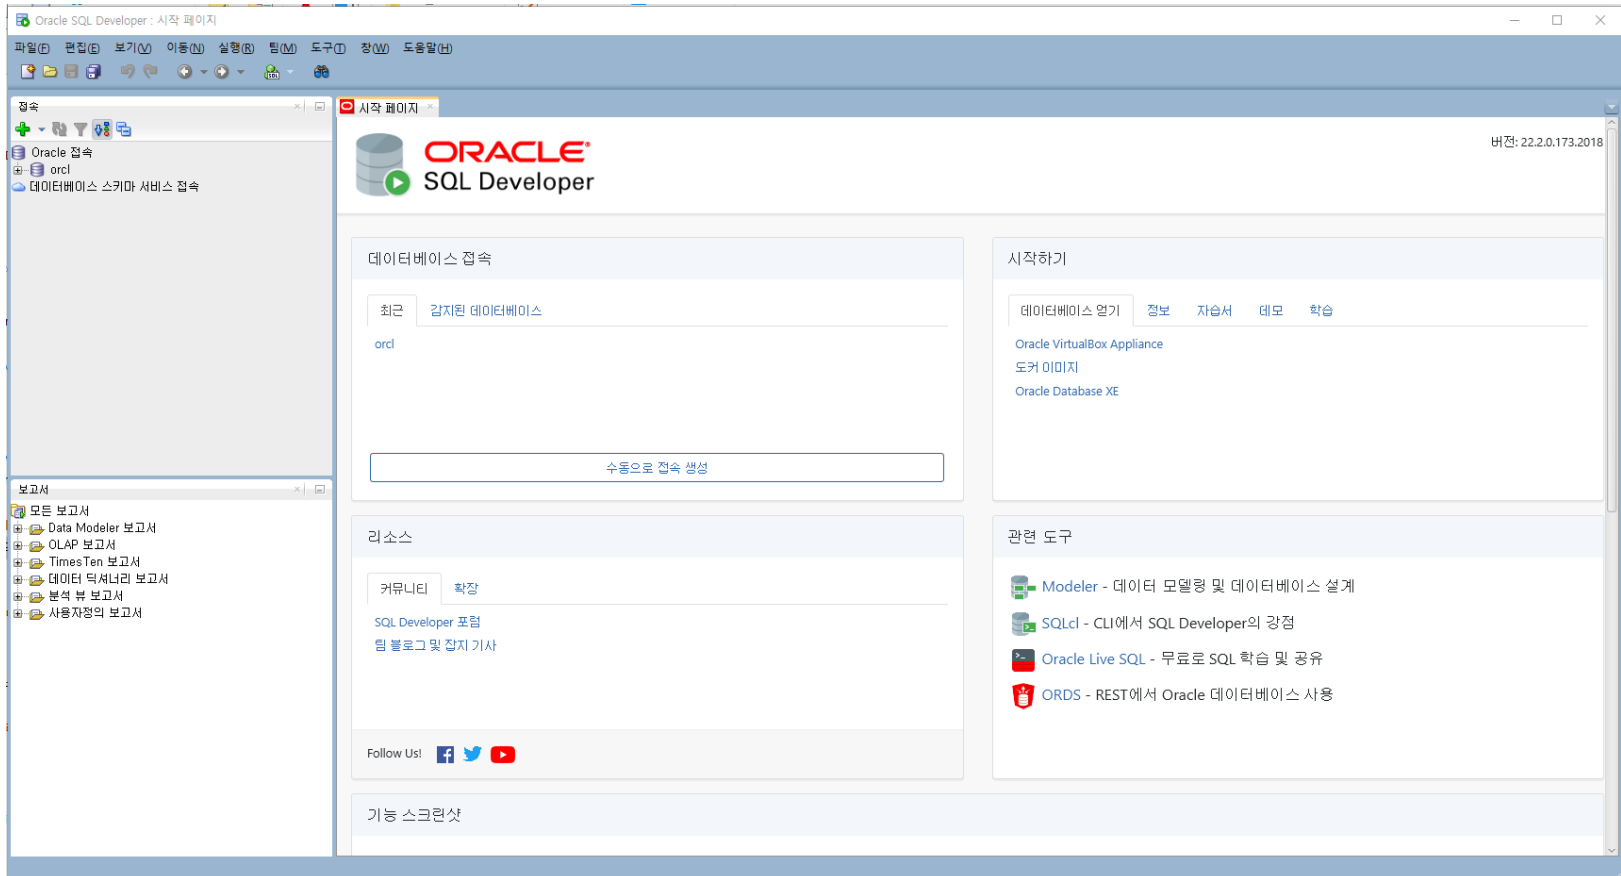 Oracle SQL Developer : 시작 페이지
파일(F) 편집(E) 보기(V) 이동(N) 실행(R) 팀(M) 도구(T) 창(W) 도움말(H)
접속
Oracle 접속
orcl
데이터베이스 스키마 서비스 접속
보고서
모든 보고서
Data Modeler 보고서
OLAP 보고서
TimesTen 보고서
데이터 딕셔너리 보고서
분석 뷰 보고서
사용자정의 보고서
시작 페이지
ORACLE
SQL Developer
버전: 22.2.0.173.2018
데이터베이스 접속
최근 감지된 데이터베이스
orcl
수동으로 접속 생성
시작하기
데이터베이스 얻기 정보 자습서 데모 학습
Oracle VirtualBox Appliance
도커 이미지
Oracle Database XE
리소스
커뮤니티 확장
SQL Developer 포럼
팀 블로그 및 잡지 기사
Follow Us!
관련 도구
Modeler - 데이터 모델링 및 데이터베이스 설계
SQLcl - CLI에서 SQL Developer의 강점
Oracle Live SQL - 무료로 SQL 학습 및 공유
ORDS - REST에서 Oracle 데이터베이스 사용
기능 스크린샷